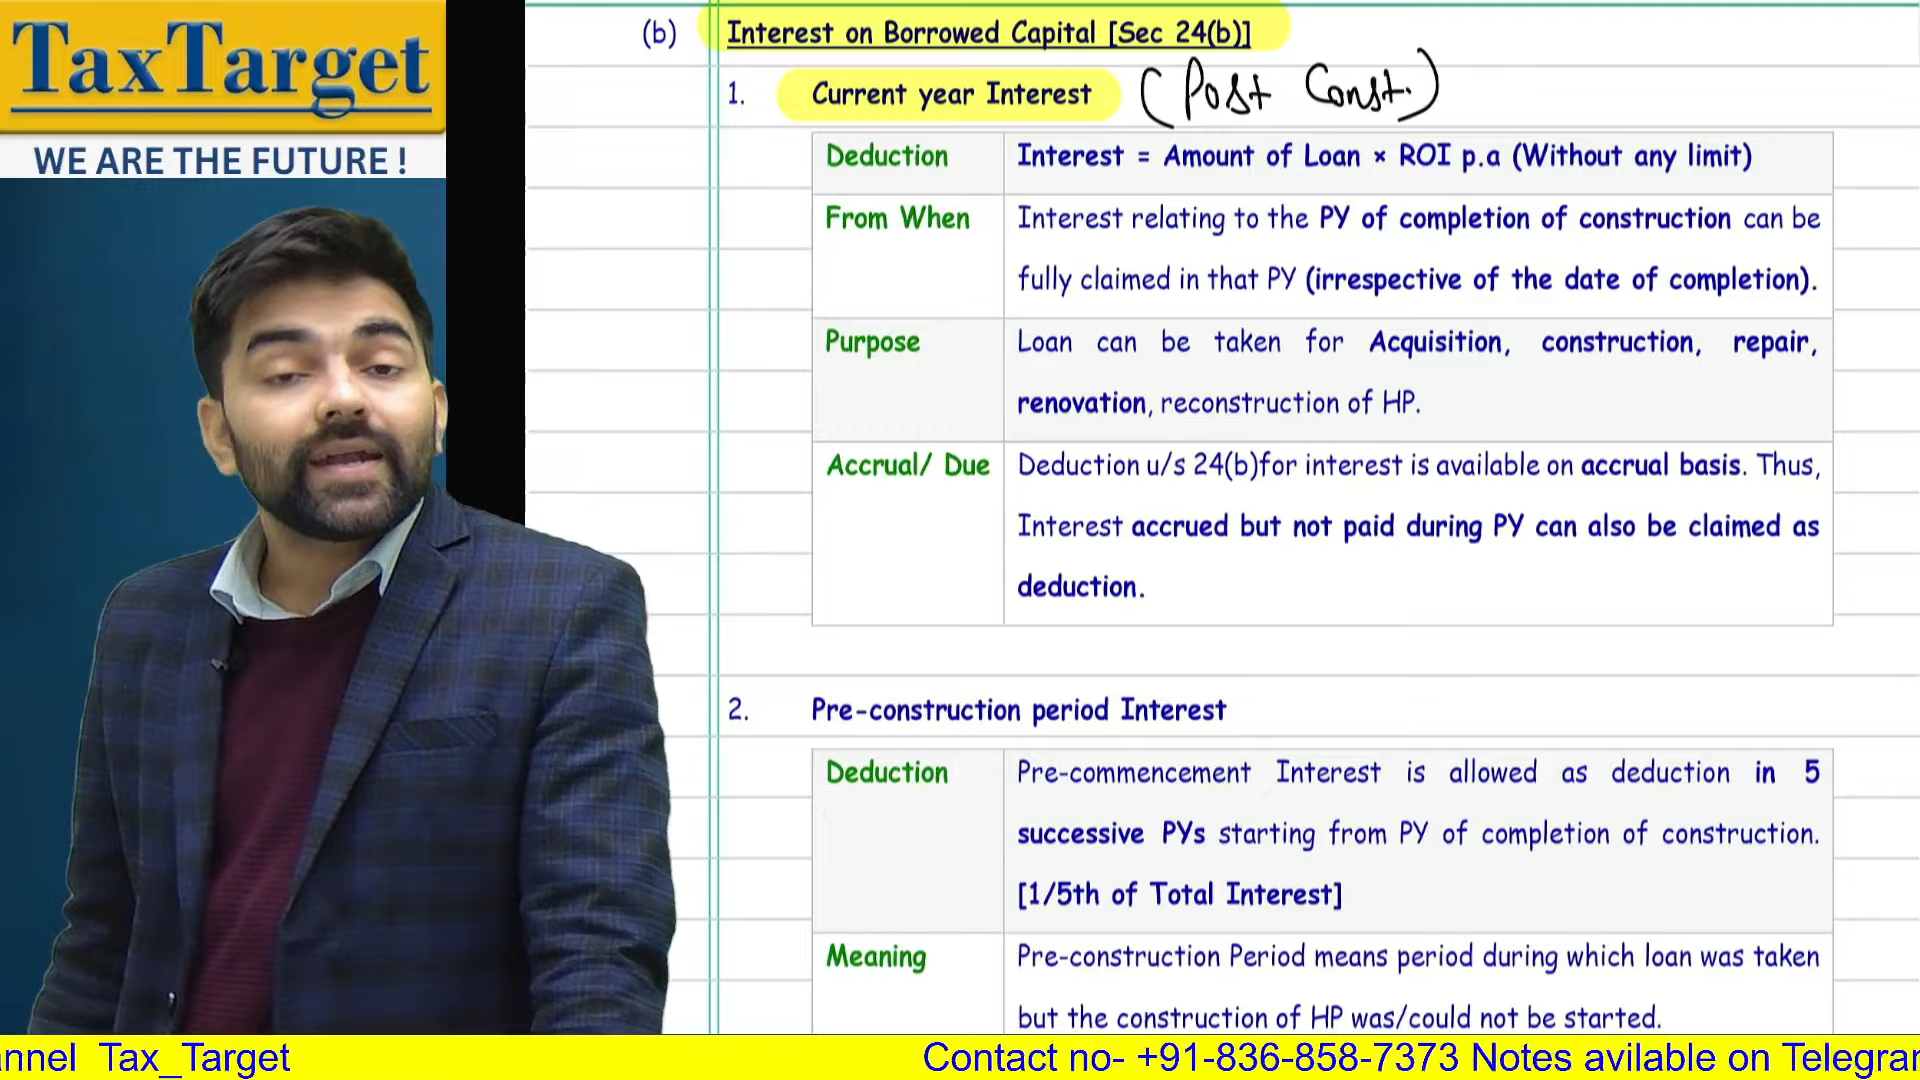 TaxTarget
WE ARE THE FUTURE !
(b) Interest on Borrowed Capital [Sec 24(b)]
1. Current year Interest (Post Const.)
Deduction Interest = Amount of Loan × ROI p.a (Without any limit)
From When Interest relating to the PY of completion of construction can be
fully claimed in that PY (irrespective of the date of completion).
Purpose Loan can be taken for Acquisition, construction, repair,
renovation, reconstruction of HP.
Accrual/ Due Deduction u/s 24(b)for interest is available on accrual basis. Thus,
Interest accrued but not paid during PY can also be claimed as
deduction.
2. Pre-construction period Interest
Deduction Pre-commencement Interest is allowed as deduction in 5
successive PYs starting from PY of completion of construction.
[1/5th of Total Interest]
Meaning Pre-construction Period means period during which loan was taken
but the construction of HP was/could not be started.
annel Tax_Target Contact no- +91-836-858-7373 Notes avilable on Telegram